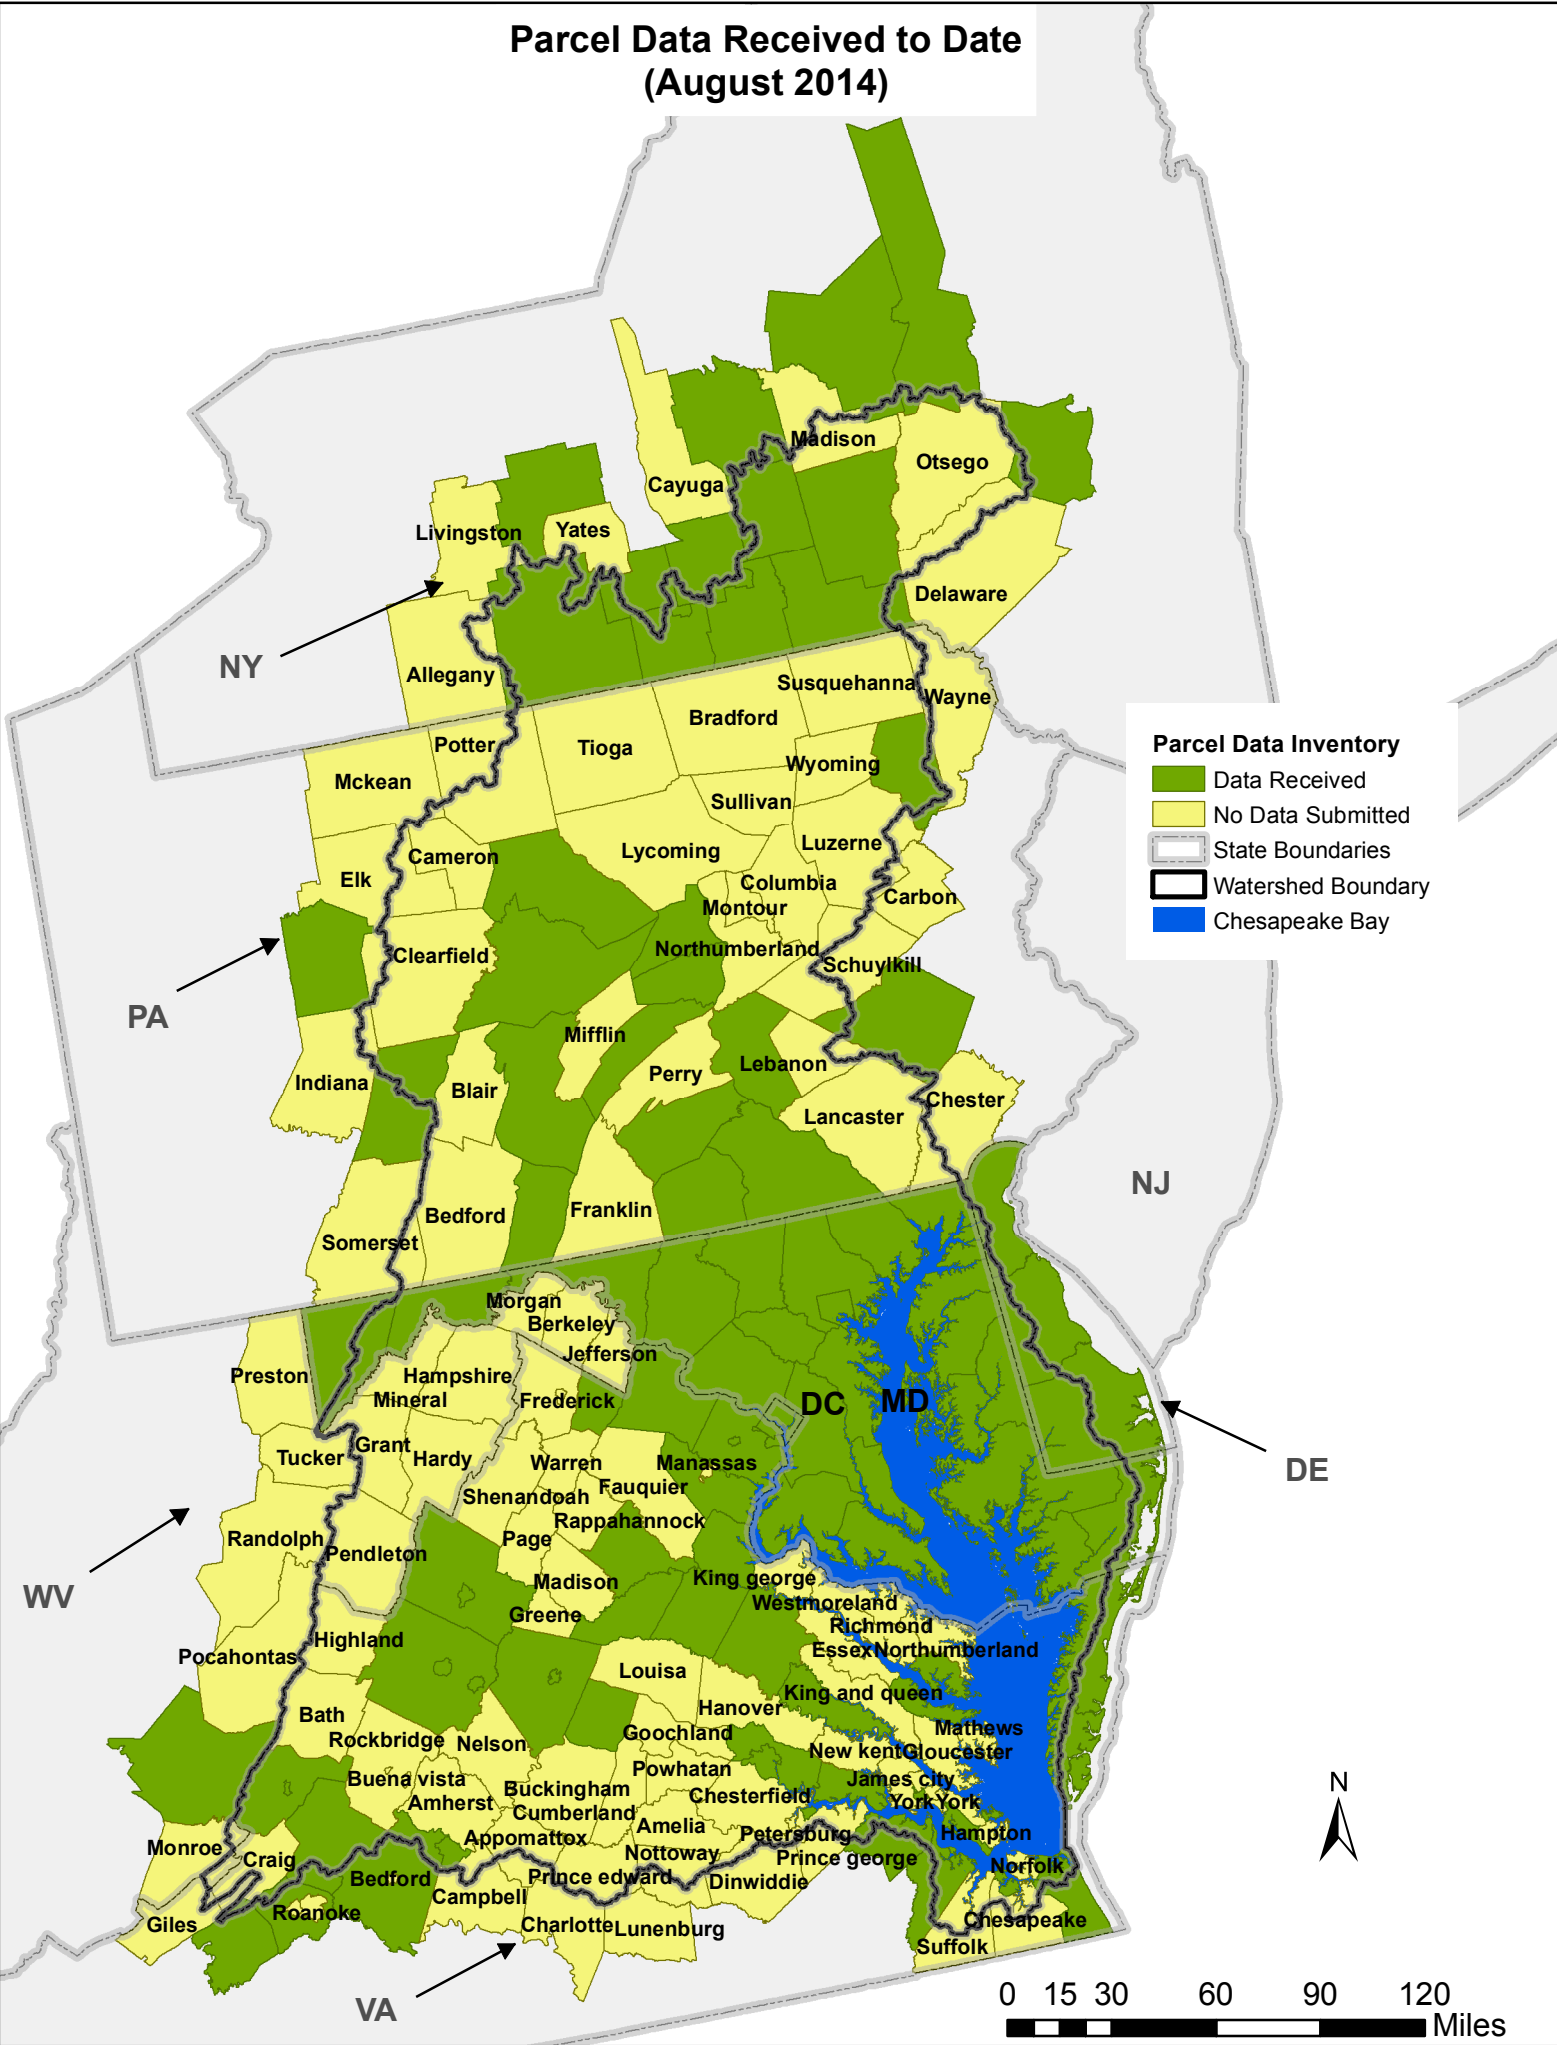 Parcel Data Received to Date
(August 2014)
Madison
Otsego
Cayuga
Livingston
Yates
Delaware
NY
Allegany
Susquehanna
Wayne
Bradford
Potter
Tioga
Mckean
Wyoming
Sullivan
Parcel Data Inventory
Data Received
No Data Submitted
State Boundaries
Watershed Boundary
Chesapeake Bay
Lycoming
Luzerne
Cameron
Elk
Columbia
Carbon
Montour
Clearfield
Northumberland
Schuylkill
PA
Mifflin
Lebanon
Perry
Indiana
Blair
Chester
Lancaster
NJ
Franklin
Bedford
Somerset
Morgan
Berkeley
Jefferson
Preston
Hampshire
Mineral
Frederick
DC
MD
Grant
Tucker
Hardy
Warren
Manassas
DE
Fauquier
Shenandoah
Rappahannock
Randolph
Page
Pendleton
King george
Madison
WV
Westmoreland
Greene
Richmond
Highland
Essex
Northumberland
Pocahontas
Louisa
King and queen
Hanover
Bath
Mathews
Goochland
Rockbridge
Nelson
New kent
Gloucester
Powhatan
Buena vista
James city
Buckingham
Chesterfield
Amherst
York
York
Cumberland
Amelia
Petersburg
Hampton
Appomattox
Monroe
Nottoway
Craig
Prince george
Norfolk
Bedford
Prince edward
Dinwiddie
Campbell
Roanoke
Chesapeake
Giles
Charlotte
Lunenburg
Suffolk
VA
N
0 15 30 60 90 120
Miles